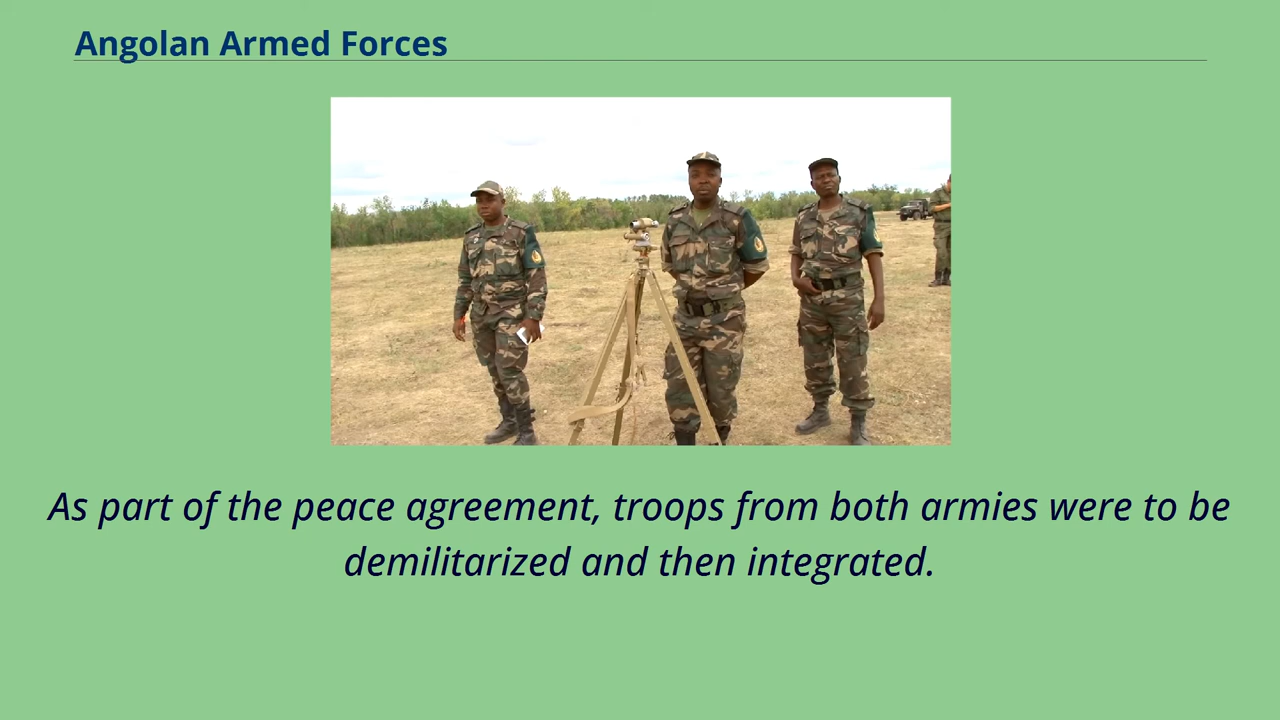 Angolan Armed Forces
As part of the peace agreement, troops from both armies were to be
demilitarized and then integrated.